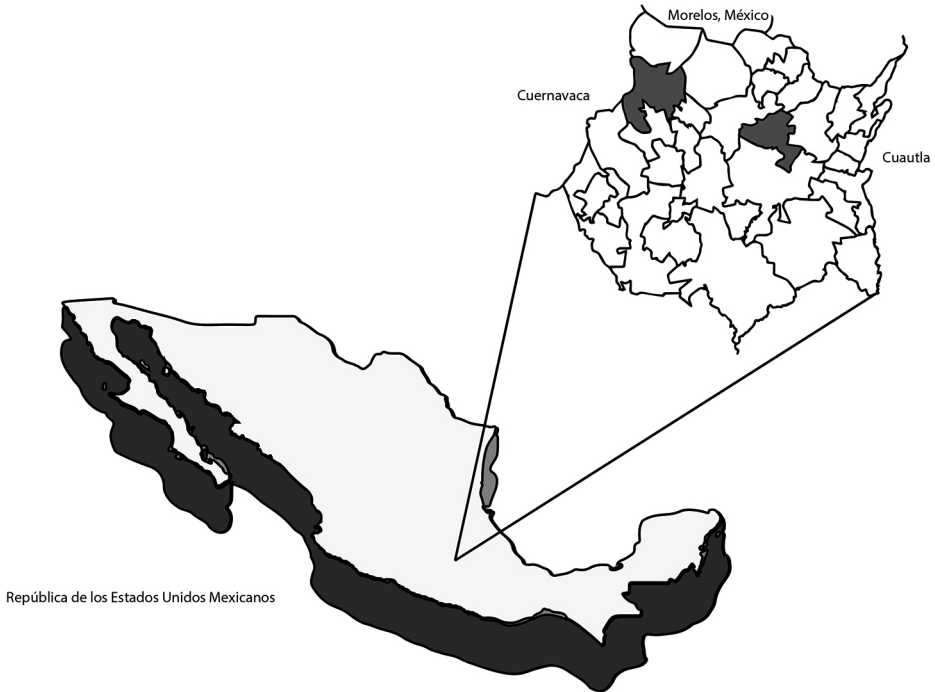 Morelos, México
Cuernavaca
Cuautla
República de los Estados Unidos Mexicanos